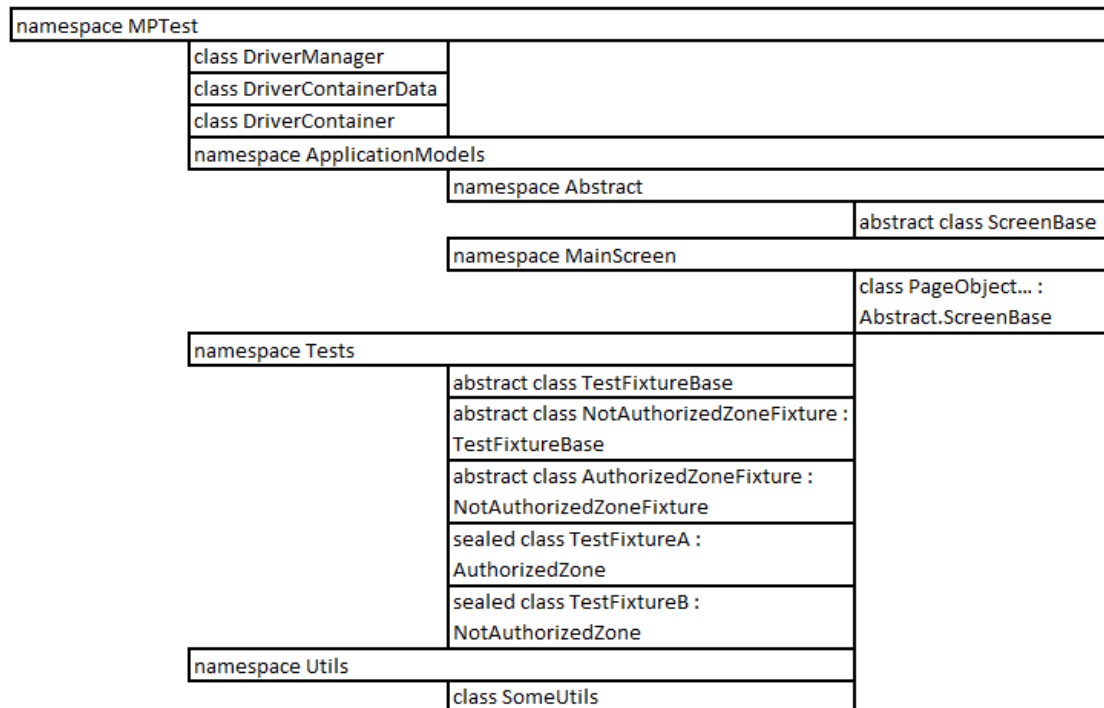 namespace MPTest
class DriverManager
class DriverContainerData
class DriverContainer
namespace ApplicationModels
namespace Abstract
abstract class ScreenBase
namespace MainScreen
class PageObject... :
Abstract.ScreenBase
namespace Tests
abstract class TestFixtureBase
abstract class NotAuthorizedZoneFixture :
TestFixtureBase
abstract class AuthorizedZoneFixture :
NotAuthorizedZoneFixture
sealed class TestFixtureA :
AuthorizedZone
sealed class TestFixtureB :
NotAuthorizedZone
namespace Utils
class SomeUtils